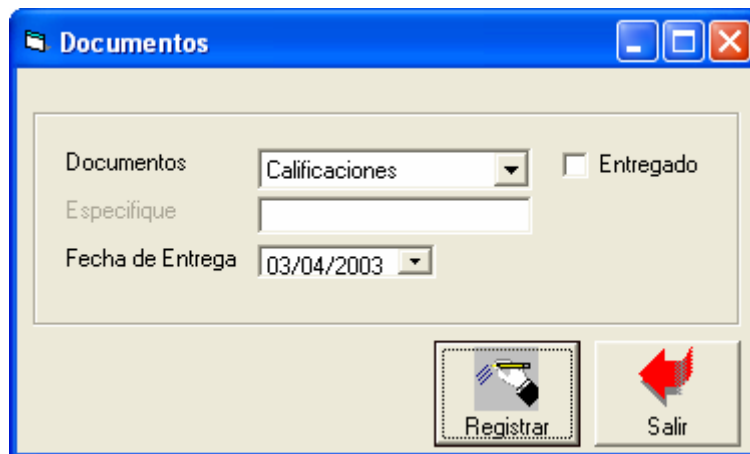 Documentos
Documentos Calificaciones Entregado
Especifique
Fecha de Entrega 03/04/2003
Registrar Salir